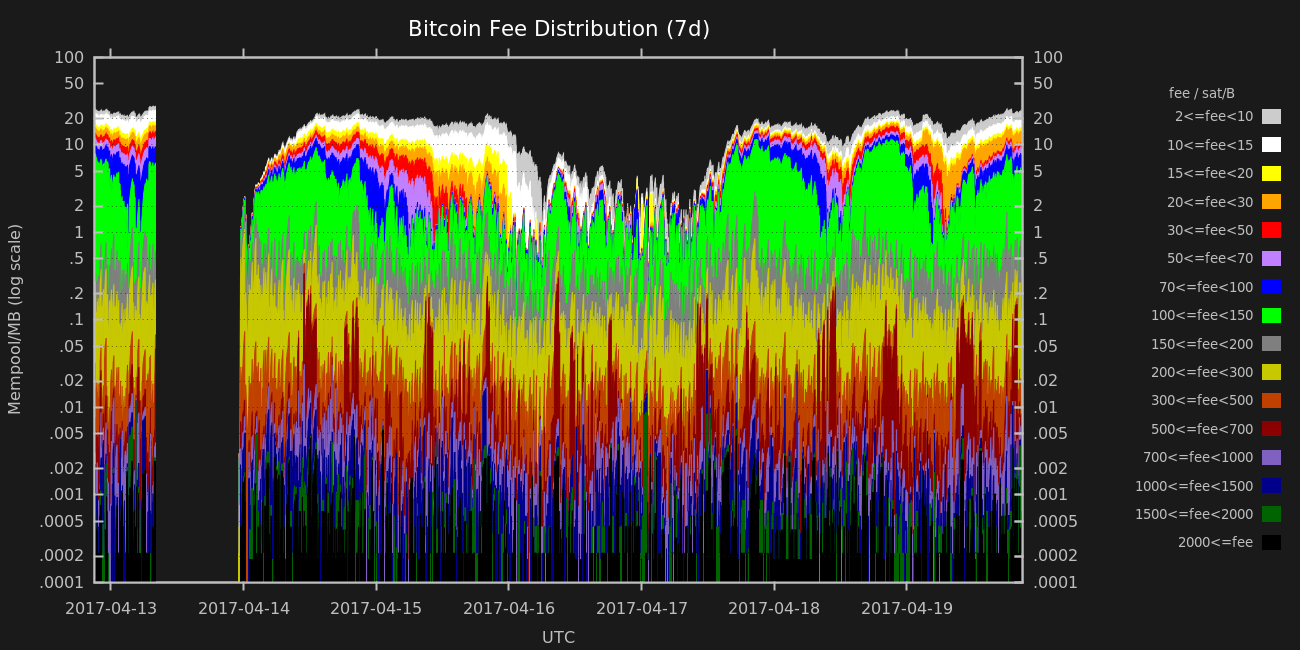 Bitcoin Fee Distribution (7d)
Mempool/MB (log scale)
100
50
20
10
5
2
1
.5
.2
.1
.05
.02
.01
.005
.002
.001
.0005
.0002
.0001
100
50
20
10
5
2
1
.5
.2
.1
.05
.02
.01
.005
.002
.001
.0005
.0002
.0001
2017-04-13 2017-04-14 2017-04-15 2017-04-16 2017-04-17 2017-04-18 2017-04-19
UTC
fee / sat/B
2<=fee<10
10<=fee<15
15<=fee<20
20<=fee<30
30<=fee<50
50<=fee<70
70<=fee<100
100<=fee<150
150<=fee<200
200<=fee<300
300<=fee<500
500<=fee<700
700<=fee<1000
1000<=fee<1500
1500<=fee<2000
2000<=fee